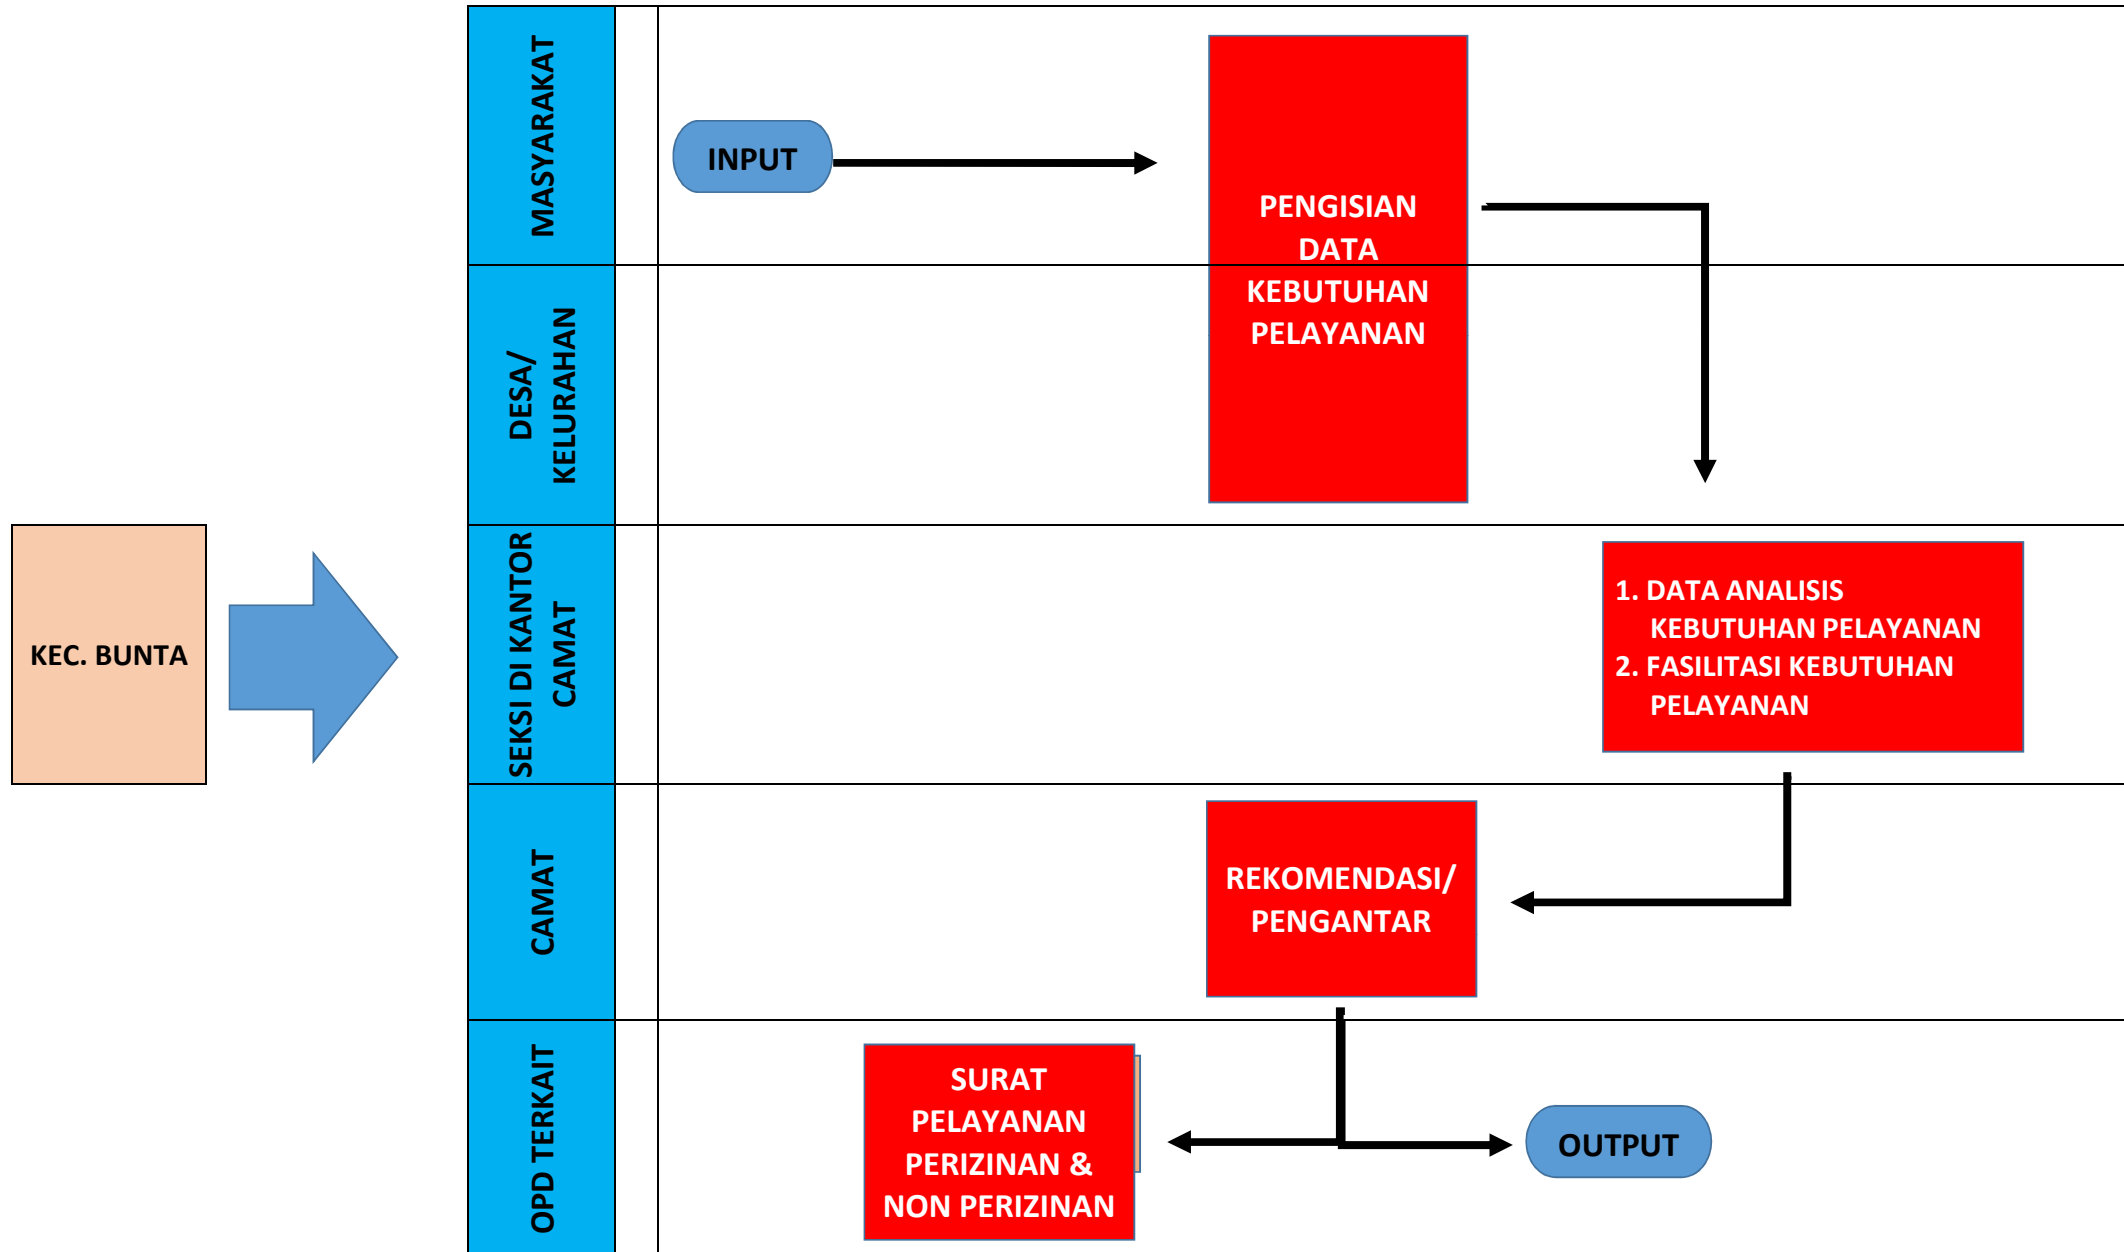 MASYARAKAT
INPUT
PENGISIAN
DATA
KEBUTUHAN
PELAYANAN
DESA/
KELURAHAN
KEC. BUNTA
SEKSI DI KANTOR
CAMAT
1. DATA ANALISIS
KEBUTUHAN PELAYANAN
2. FASILITASI KEBUTUHAN
PELAYANAN
CAMAT
REKOMENDASI/
PENGANTAR
OPD TERKAIT
SURAT
PELAYANAN
PERIZINAN &
NON PERIZINAN
OUTPUT